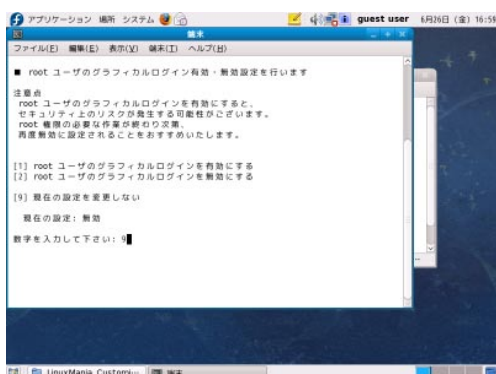 アプリケーション 場所 システム guest user 6月26日 (金) 16:59
端末
ファイル(F) 編集(E) 表示(V) 端末(T) ヘルプ(H)
■ root ユーザのグラフィカルログイン有効・無効設定を行います
注意点
root ユーザのグラフィカルログインを有効にすると、
セキュリティ上のリスクが発生する可能性がございます。
root 権限の必要な作業が終わり次第、
再度無効に設定されることをおすすめいたします。
[1] root ユーザのグラフィカルログインを有効にする
[2] root ユーザのグラフィカルログインを無効にする
[9] 現在の設定を変更しない
現在の設定: 無効
数字を入力して下さい: 9
LinuxMania Customi… 端末